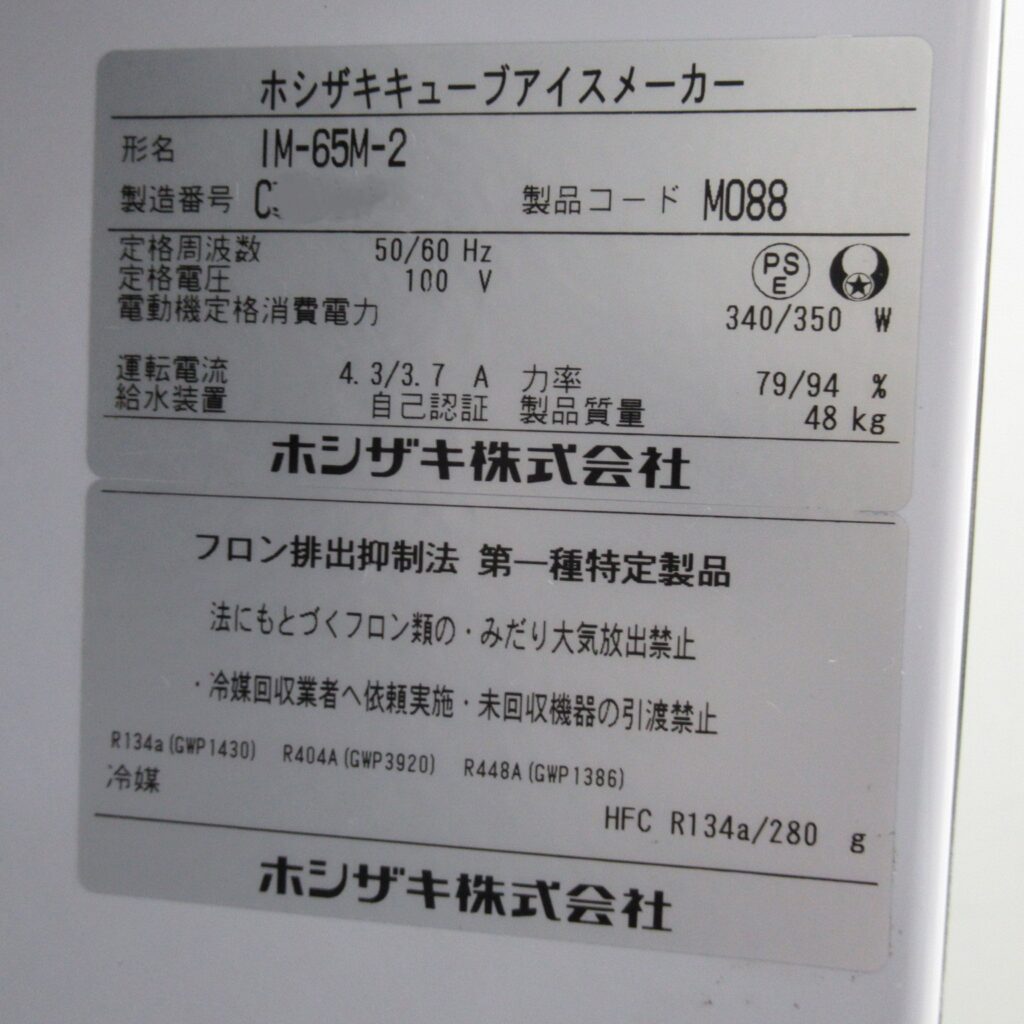 ホシザキキューブアイスメーカー
形名 IM-65M-2
製造番号 C 製品コード M088
定格周波数 50/60 Hz
PS E
定格電圧 100 V
電動機定格消費電力 340/350 W
運転電流 4.3/3.7 A 力率 79/94 %
給水装置 自己認証 製品質量 48 kg
ホシザキ株式会社
フロン排出抑制法 第一種特定製品
法にもとづくフロン類の・みだり大気放出禁止
・冷媒回収業者へ依頼実施・未回収機器の引渡禁止
R134a(GWP1430) R404A(GWP3920) R448A(GWP1386)
冷媒 HFC R134a/280 g
ホシザキ株式会社